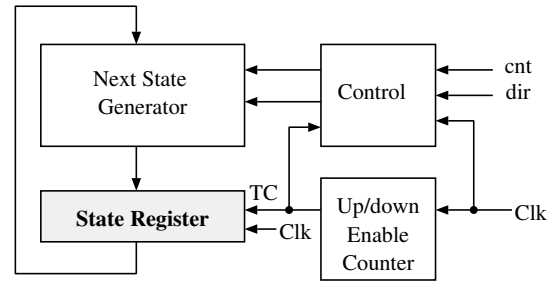 Next State
Generator
Control
cnt
dir
TC
State Register
Clk
Up/down
Enable
Counter
Clk